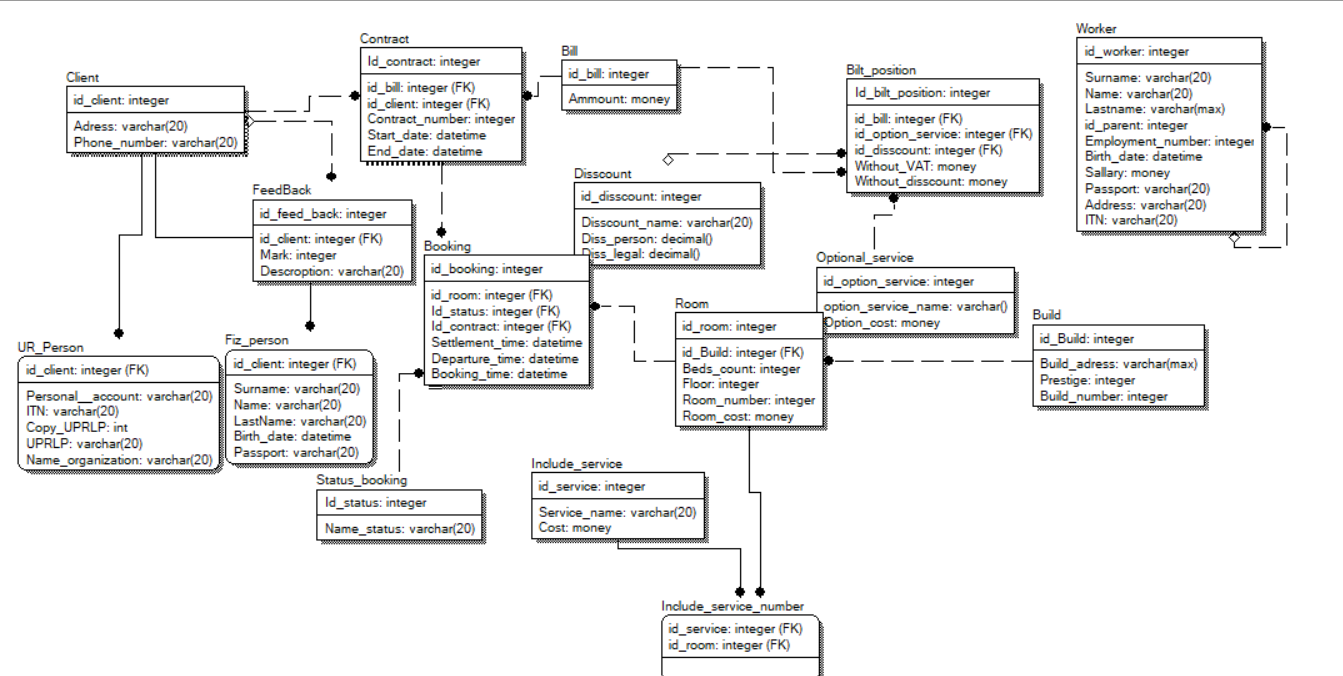 Client
id_client: integer
Adress: varchar(20)
Phone_number: varchar(20)
Contract
Id_contract: integer
id_bill: integer (FK)
id_client: integer (FK)
Contract_number: integer
Start_date: datetime
End_date: datetime
Bill
id_bill: integer
Ammount: money
Bilt_position
Id_bilt_position: integer
id_bill: integer (FK)
id_option_service: integer (FK)
id_disscount: integer (FK)
Without_VAT: money
Without_disscount: money
Worker
id_worker: integer
Surname: varchar(20)
Name: varchar(20)
Lastname: varchar(max)
id_parent: integer
Employment_number: integer
Birth_date: datetime
Sallary: money
Passport: varchar(20)
Address: varchar(20)
ITN: varchar(20)
FeedBack
id_feed_back: integer
id_client: integer (FK)
Mark: integer
Descroption: varchar(20)
Disscount
id_disscount: integer
Disscount_name: varchar(20)
Diss_person: decimal()
Diss_legal: decimal()
Booking
id_booking: integer
id_room: integer (FK)
Id_status: integer (FK)
Id_contract: integer (FK)
Settlement_time: datetime
Departure_time: datetime
Booking_time: datetime
Optional_service
id_option_service: integer
option_service_name: varchar()
Option_cost: money
Room
id_room: integer
id_Build: integer (FK)
Beds_count: integer
Floor: integer
Room_number: integer
Room_cost: money
Build
id_Build: integer
Build_adress: varchar(max)
Prestige: integer
Build_number: integer
UR_Person
id_client: integer (FK)
Personal__account: varchar(20)
ITN: varchar(20)
Copy_UPRLP: int
UPRLP: varchar(20)
Name_organization: varchar(20)
Fiz_person
id_client: integer (FK)
Surname: varchar(20)
Name: varchar(20)
LastName: varchar(20)
Birth_date: datetime
Passport: varchar(20)
Status_booking
Id_status: integer
Name_status: varchar(20)
Include_service
id_service: integer
Service_name: varchar(20)
Cost: money
Include_service_number
id_service: integer (FK)
id_room: integer (FK)